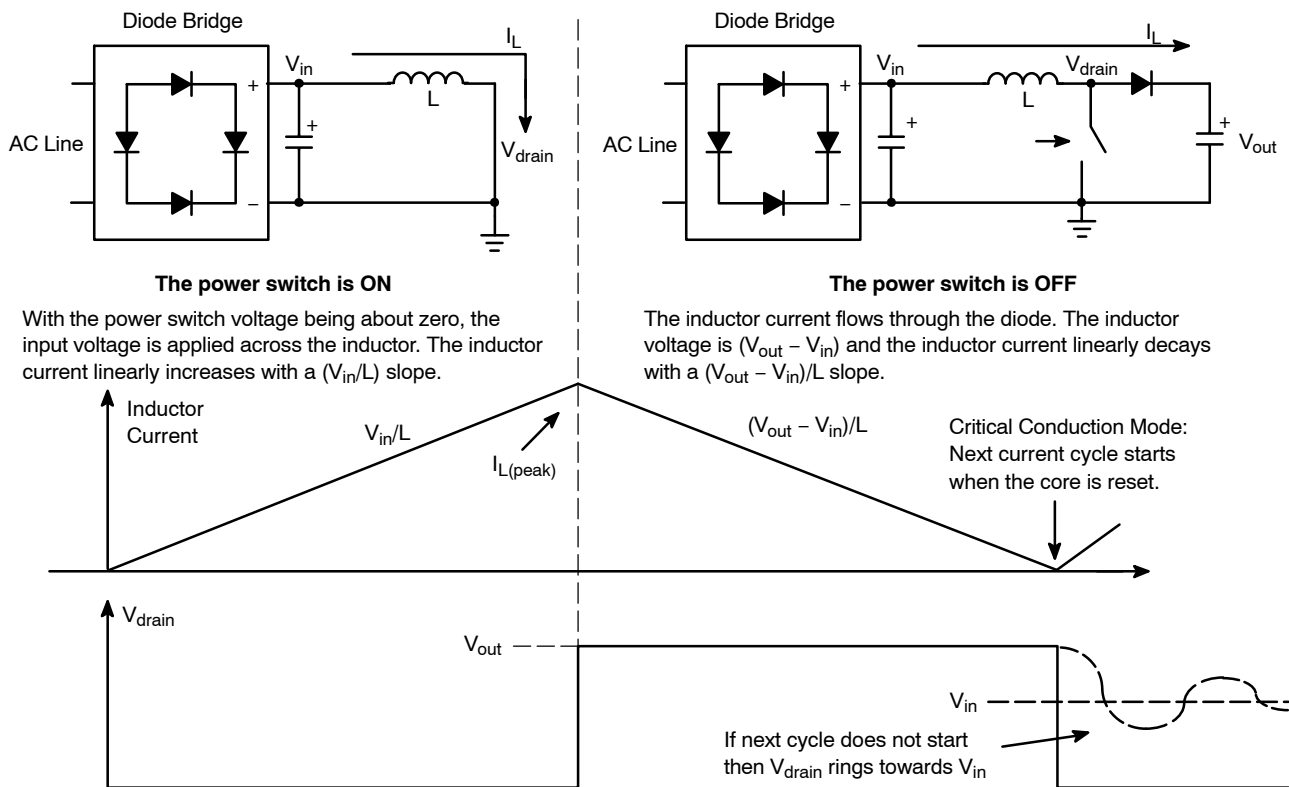 Diode Bridge
AC Line
+
−
Vin
+
L
IL
Vdrain
The power switch is ON
With the power switch voltage being about zero, the
input voltage is applied across the inductor. The inductor
current linearly increases with a (Vin/L) slope.
Diode Bridge
AC Line
+
−
Vin
+
L
IL
Vdrain
+
Vout
The power switch is OFF
The inductor current flows through the diode. The inductor
voltage is (Vout − Vin) and the inductor current linearly decays
with a (Vout − Vin)/L slope.
Inductor
Current
Vin/L
IL(peak)
(Vout − Vin)/L
Critical Conduction Mode:
Next current cycle starts
when the core is reset.
Vdrain
Vout
Vin
If next cycle does not start
then Vdrain rings towards Vin